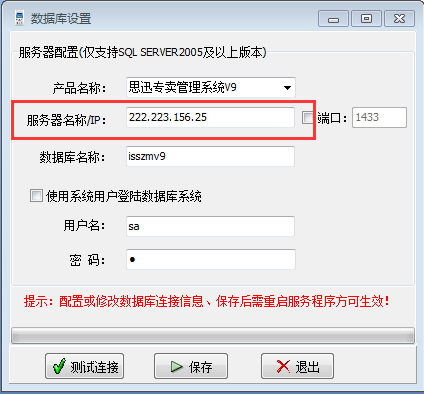 数据库设置
服务器配置(仅支持SQL SERVER2005及以上版本)
产品名称： 思迅专卖管理系统V9
服务器名称/IP： 222.223.156.25 端口： 1433
数据库名称： isszmv9
使用系统用户登陆数据库系统
用户名： sa
密 码： ●
提示：配置或修改数据库连接信息、保存后需重启服务程序方可生效！
测试连接 保存 退出